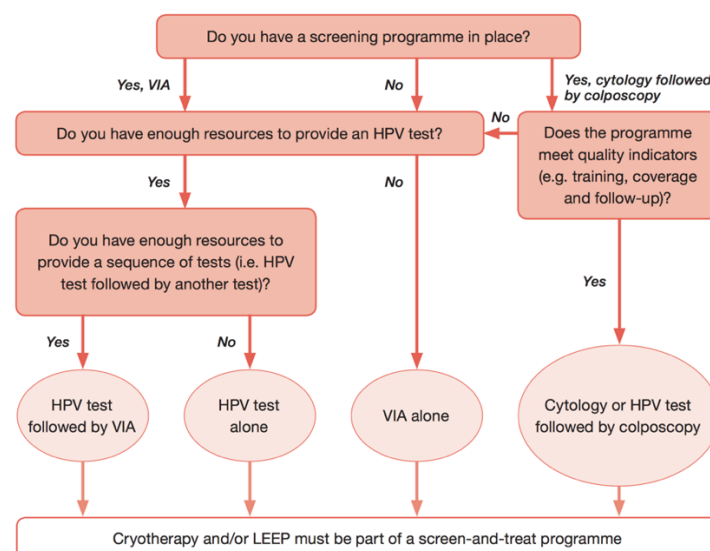 Do you have a screening programme in place?
Yes, VIA
No
Yes, cytology followed
by colposcopy
Do you have enough resources to provide an HPV test?
No
Does the programme
meet quality indicators
(e.g. training, coverage
and follow-up)?
Yes
No
Do you have enough resources to
provide a sequence of tests (i.e. HPV
test followed by another test)?
Yes
Yes
No
HPV test
followed by VIA
HPV test
alone
VIA alone
Cytology or HPV test
followed by colposcopy
Cryotherapy and/or LEEP must be part of a screen-and-treat programme